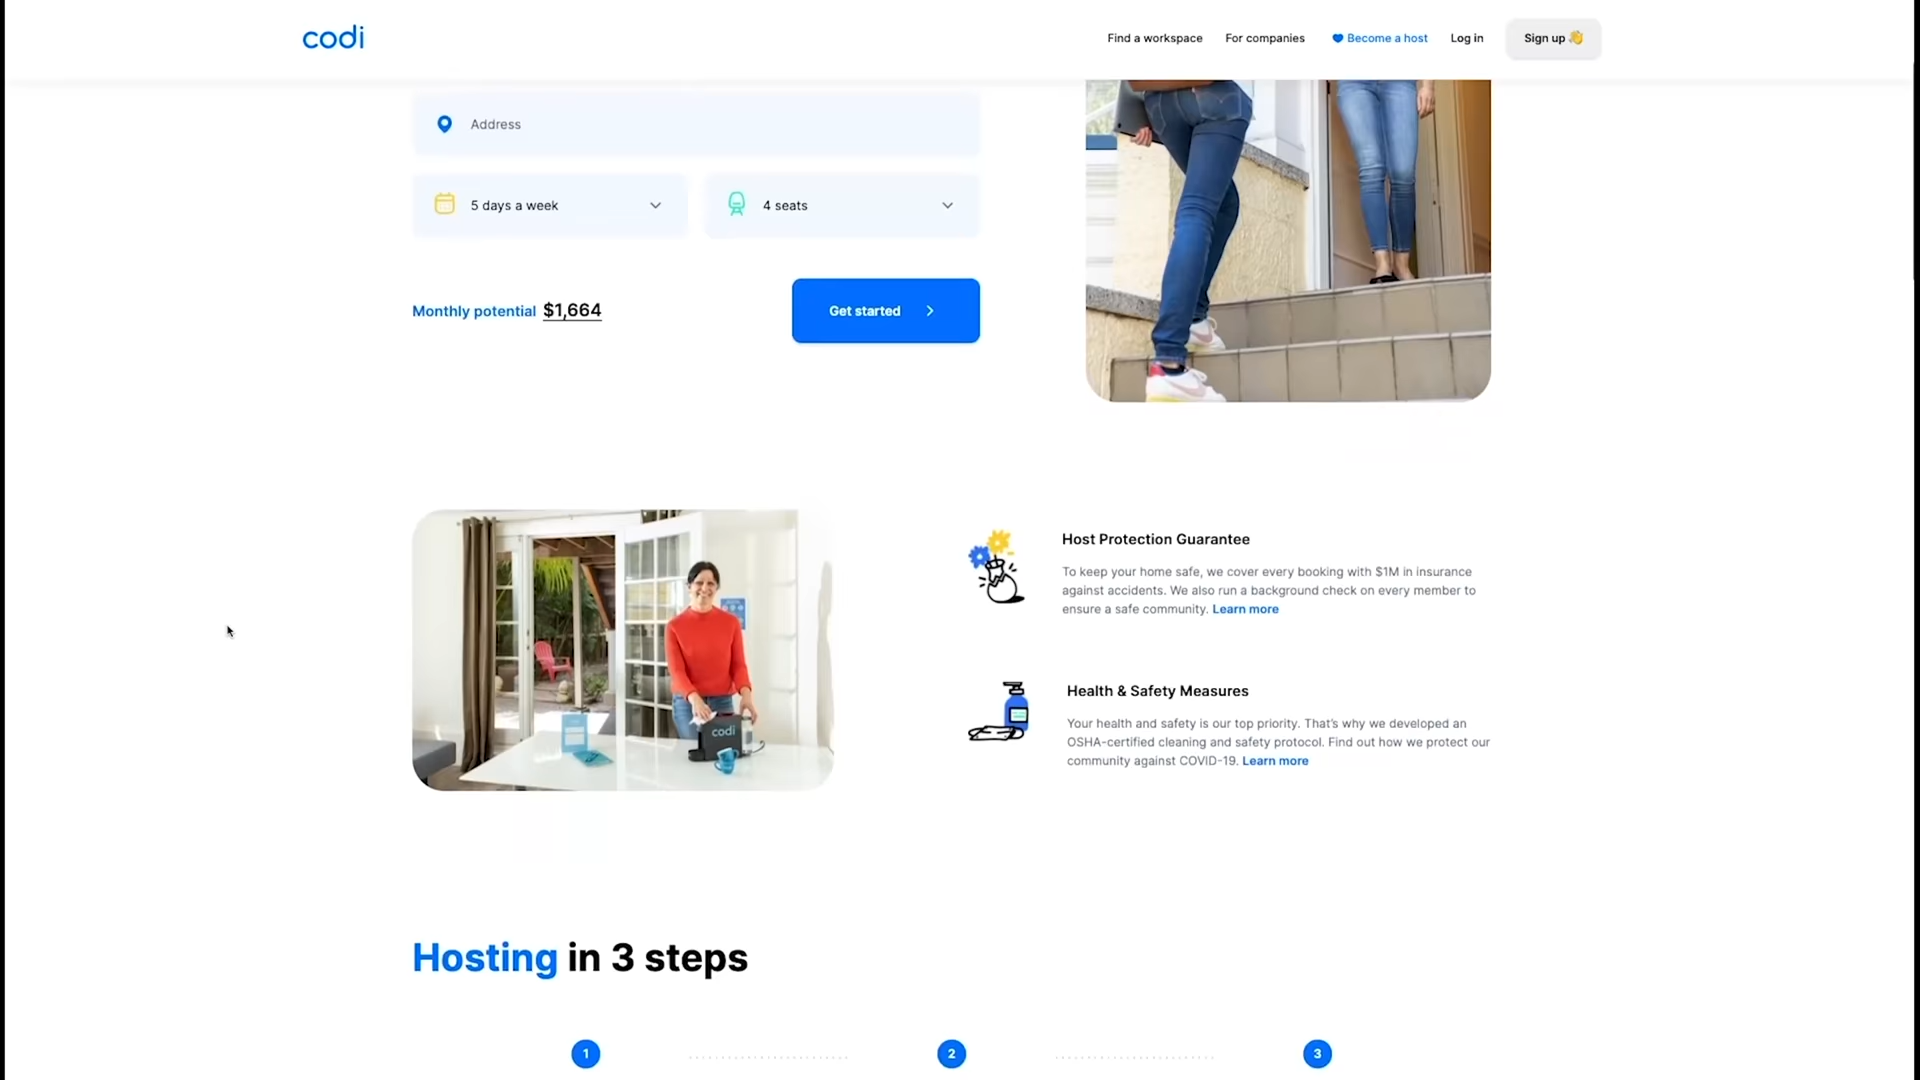 codi
Find a workspace
For companies
Become a host
Log in
Sign up 👋
Address
5 days a week
4 seats
Monthly potential $1,664
Get started
codi
Host Protection Guarantee
To keep your home safe, we cover every booking with $1M in insurance
against accidents. We also run a background check on every member to
ensure a safe community. Learn more
Health & Safety Measures
Your health and safety is our top priority. That's why we developed an
OSHA-certified cleaning and safety protocol. Find out how we protect our
community against COVID-19. Learn more
Hosting in 3 steps
1
2
3